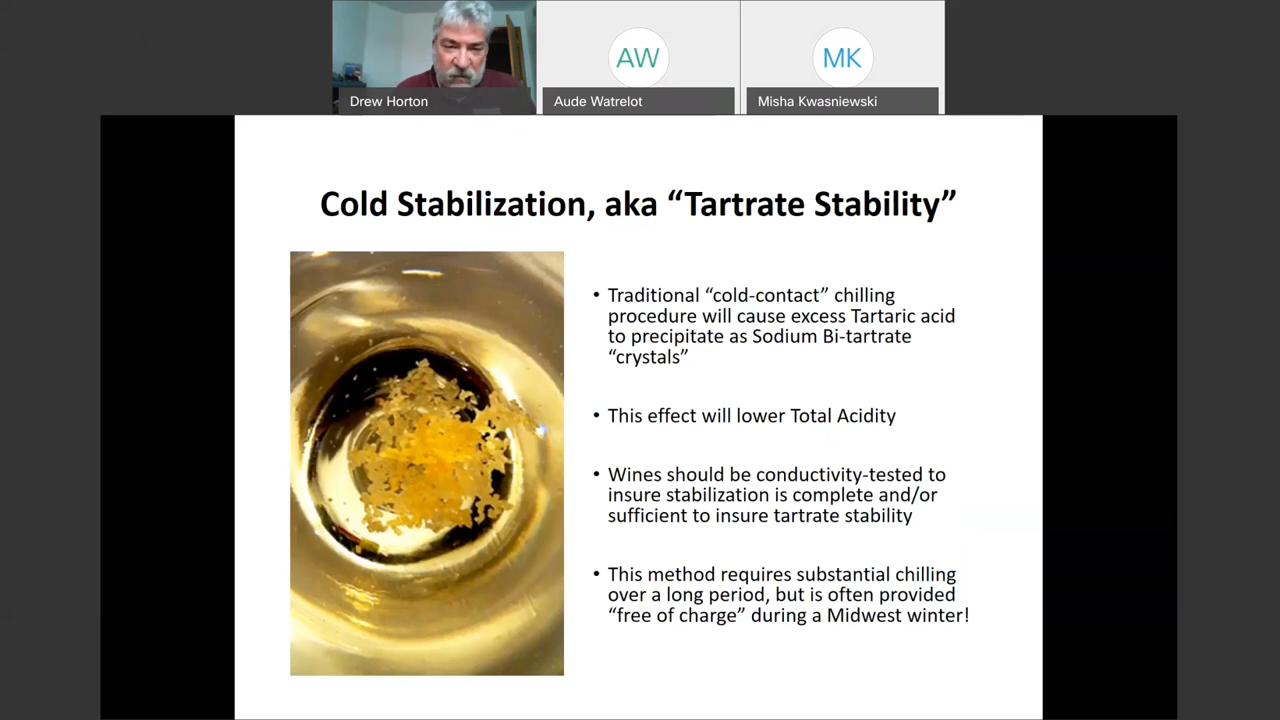 AW
MK
Drew Horton
Aude Watrelot
Misha Kwasniewski
Cold Stabilization, aka “Tartrate Stability”
• Traditional “cold-contact” chilling
procedure will cause excess Tartaric acid
to precipitate as Sodium Bi-tartrate
“crystals”
• This effect will lower Total Acidity
• Wines should be conductivity-tested to
insure stabilization is complete and/or
sufficient to insure tartrate stability
• This method requires substantial chilling
over a long period, but is often provided
“free of charge” during a Midwest winter!